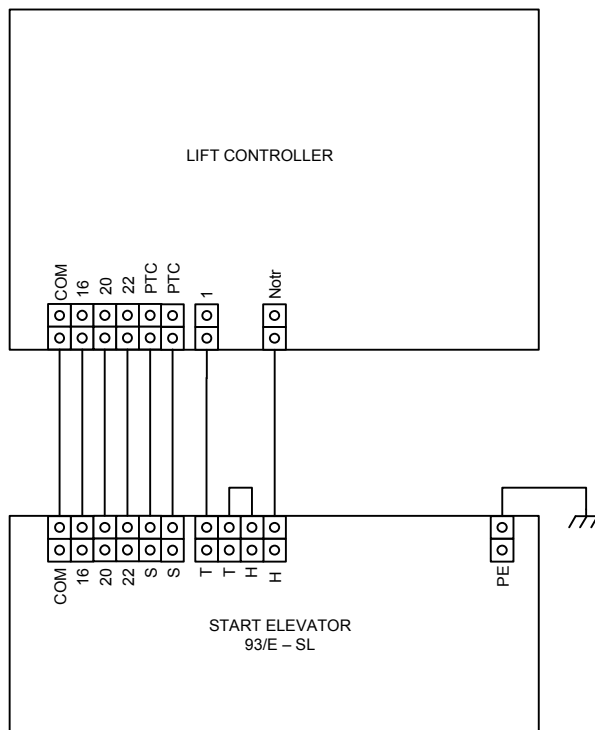 LIFT CONTROLLER
COM
16
20
22
PTC
PTC
1
Notr
COM
16
20
22
S
S
T
T
H
H
PE
START ELEVATOR
93/E – SL